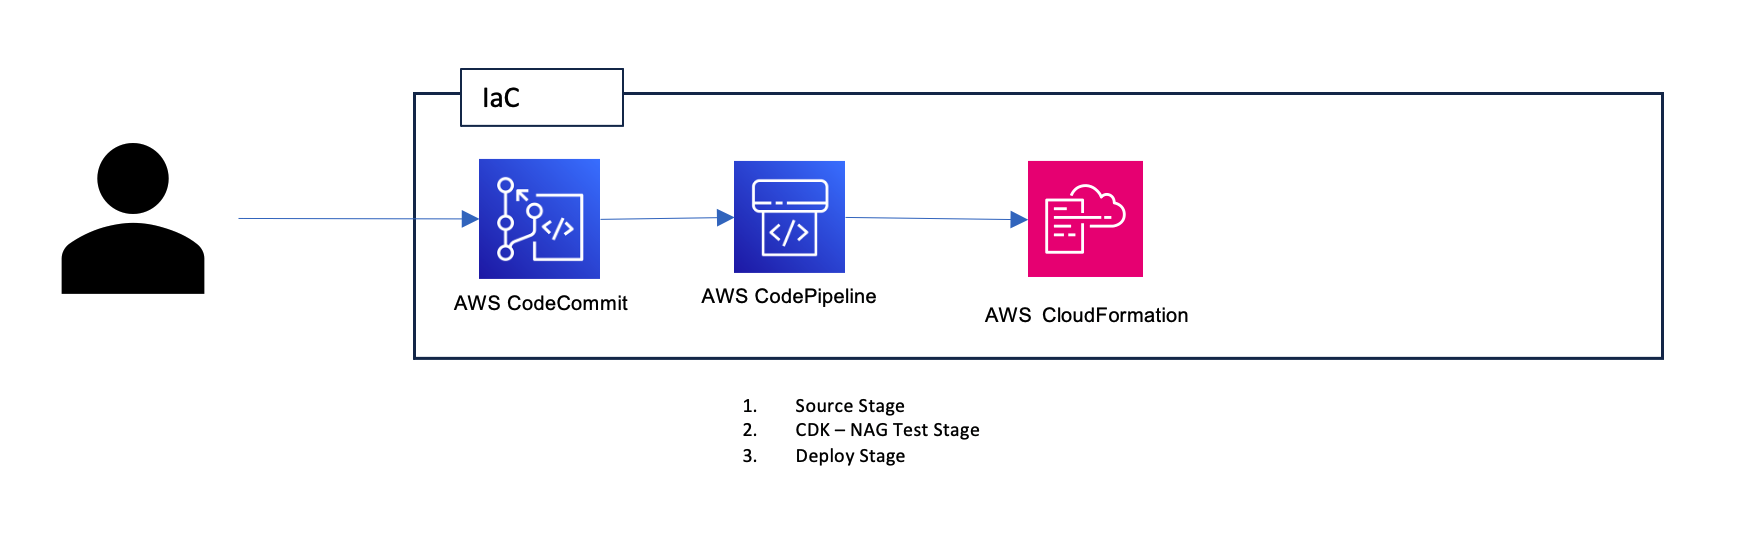 IaC
AWS CodeCommit
AWS CodePipeline
AWS  CloudFormation
1. Source Stage
2. CDK – NAG Test Stage
3. Deploy Stage